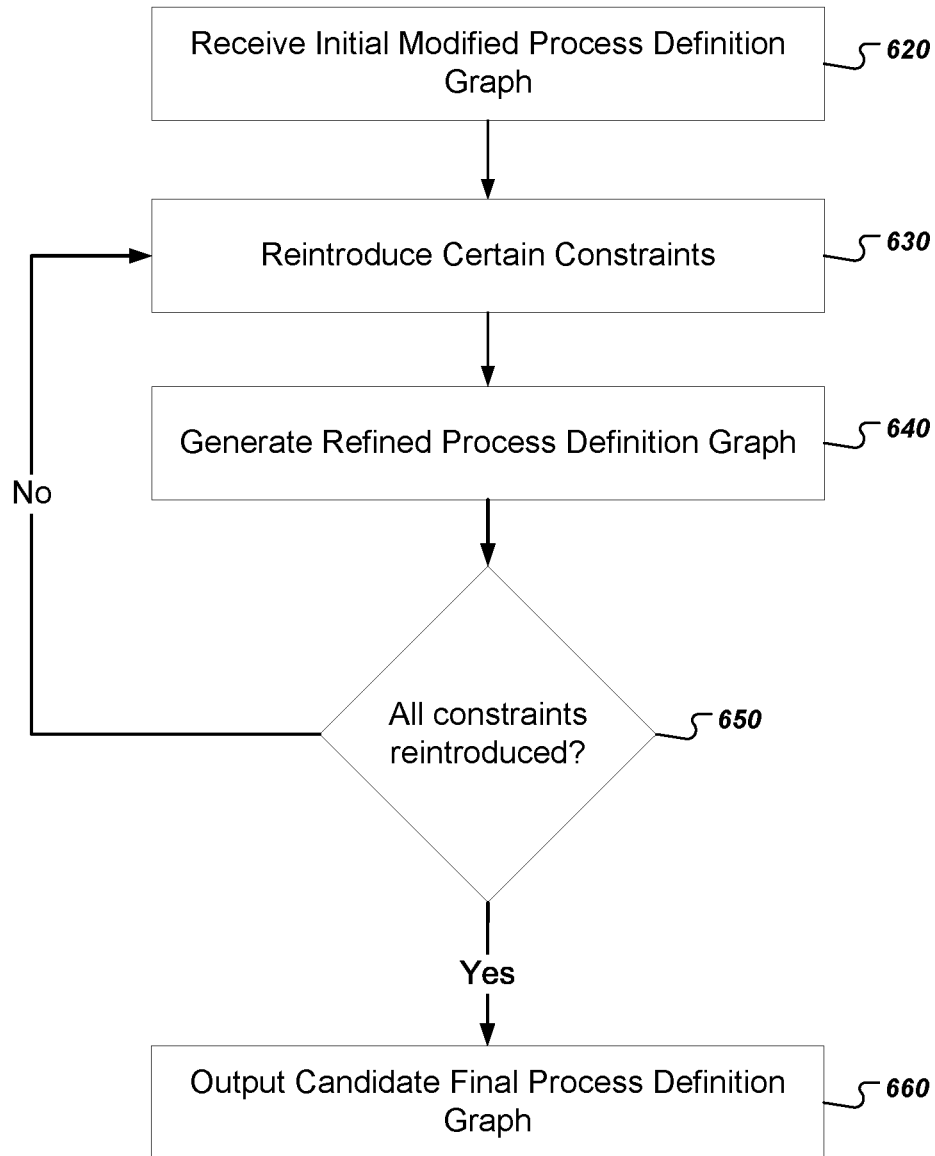 Receive Initial Modified Process Definition
Graph
620
Reintroduce Certain Constraints
630
Generate Refined Process Definition Graph
640
No
All constraints
reintroduced?
650
Yes
Output Candidate Final Process Definition
Graph
660